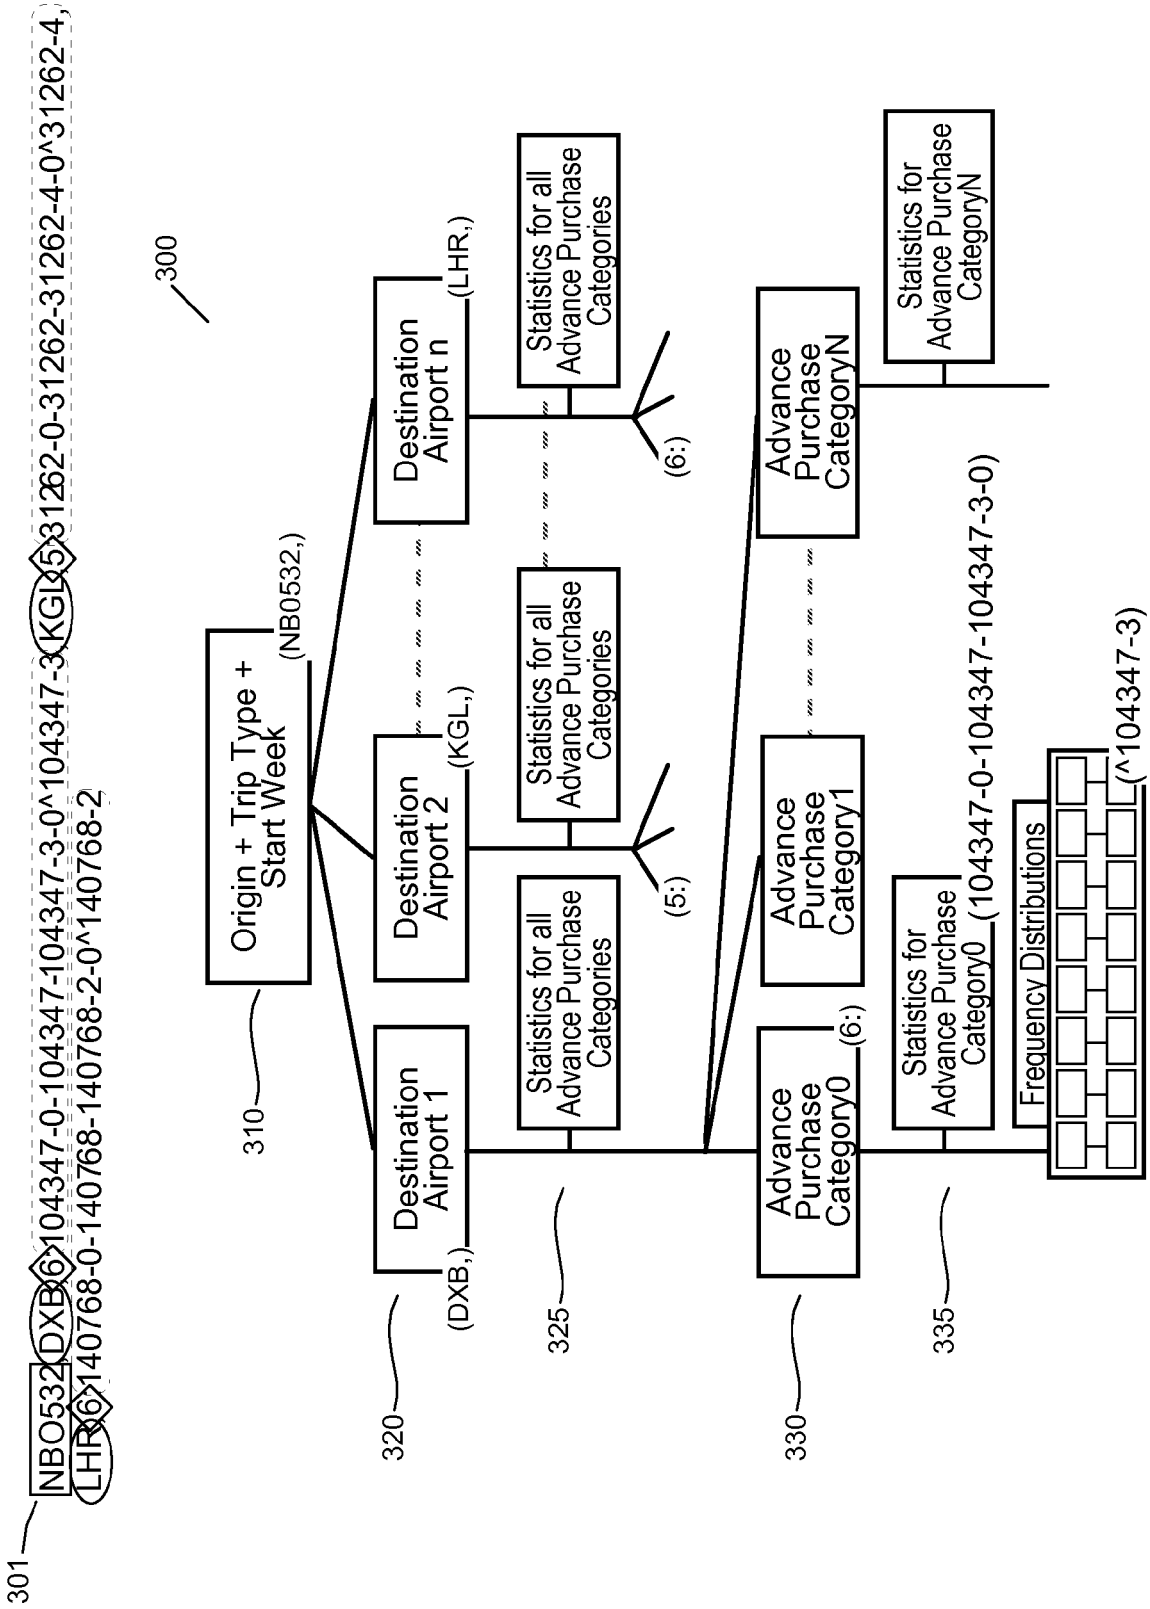 301
NBO532,DXB,6:104347-0-104347-104347-3-0^104347-3,KGL,5:31262-0-31262-31262-4-0^31262-4,
LHR,6:140768-0-140768-140768-2-0^140768-2
300
310
Origin + Trip Type +
Start Week
(NB0532,)
320
Destination
Airport 1
(DXB,)
Destination
Airport 2
(KGL,)
Destination
Airport n
(LHR,)
325
Statistics for all
Advance Purchase
Categories
Statistics for all
Advance Purchase
Categories
Statistics for all
Advance Purchase
Categories
(5:)
(6:)
330
Advance
Purchase
Category0
(6:)
Advance
Purchase
Category1
Advance
Purchase
CategoryN
335
Statistics for
Advance Purchase
Category0
(104347-0-104347-104347-3-0)
Statistics for
Advance Purchase
CategoryN
Frequency Distributions
(^104347-3)